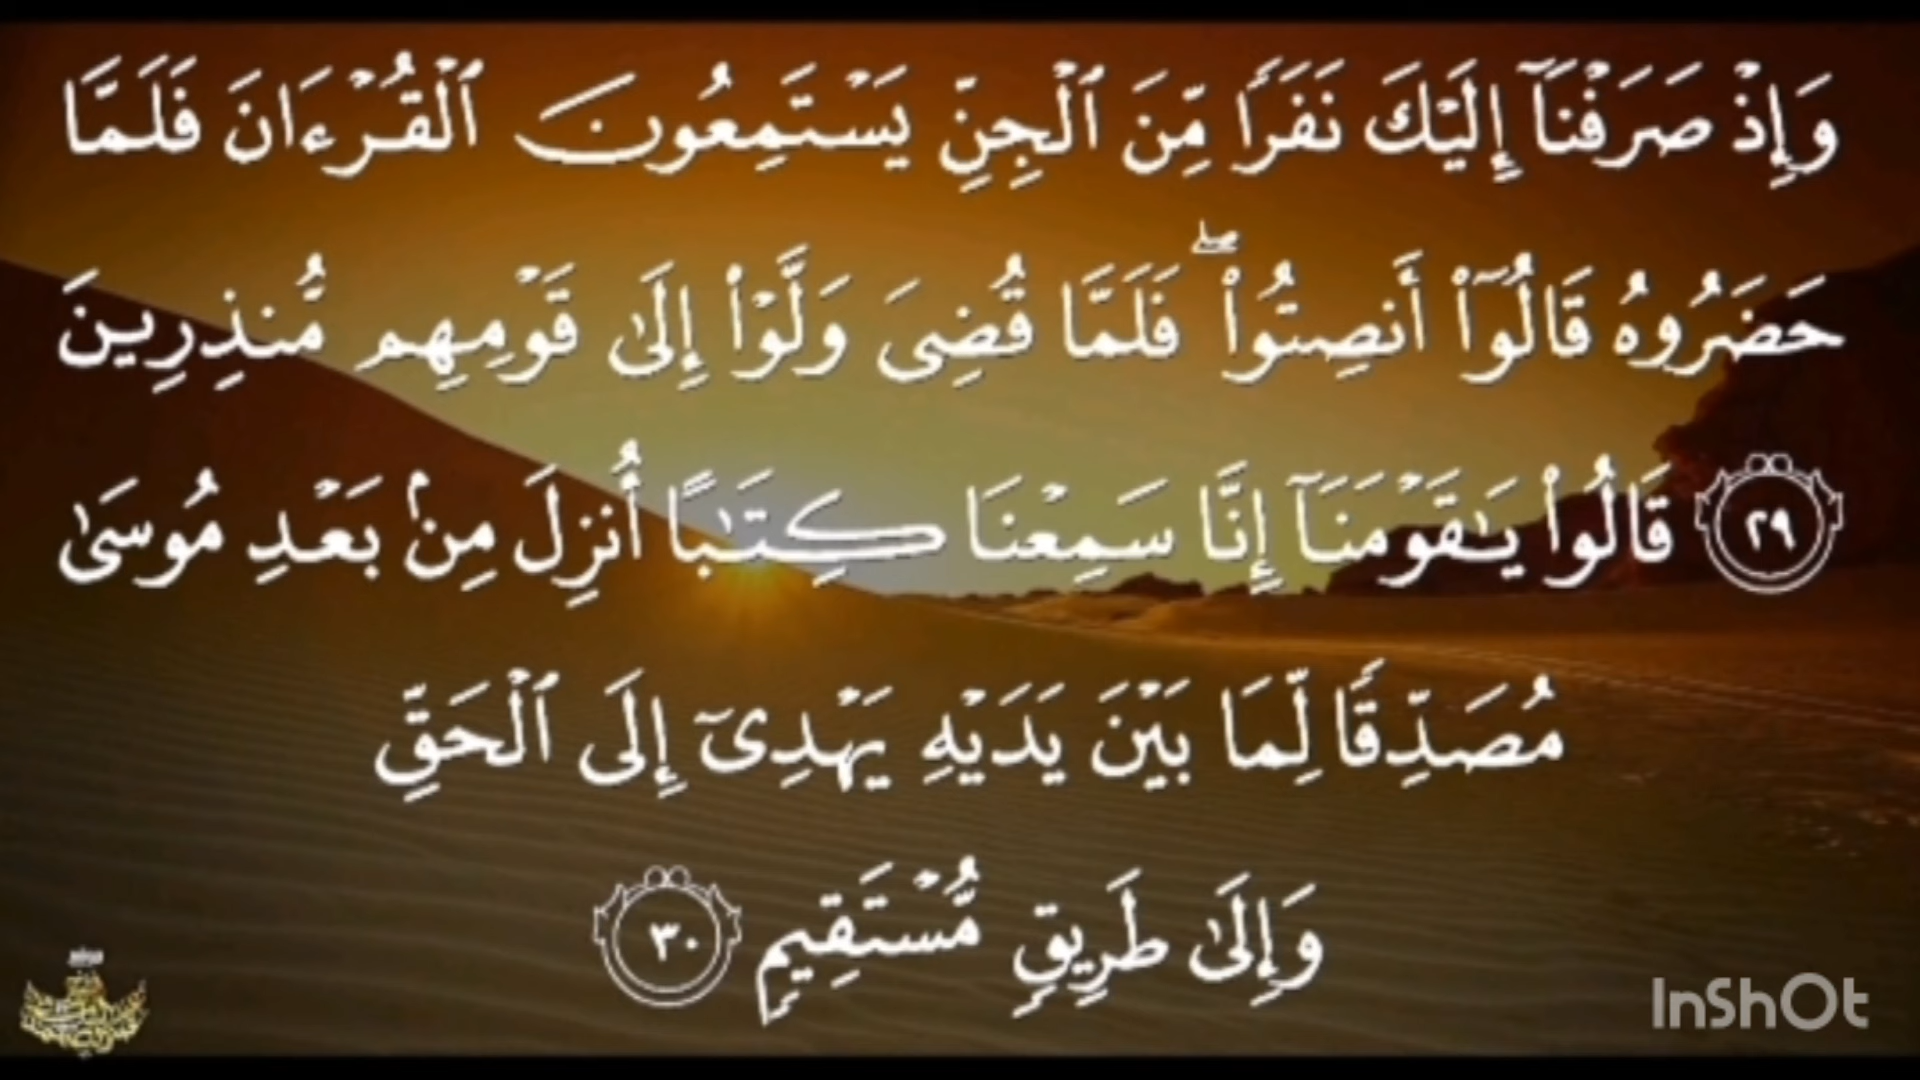 وَإِذْ صَرَفْنَآ إِلَيْكَ نَفَرًا مِّنَ ٱلْجِنِّ يَسْتَمِعُونَ ٱلْقُرْءَانَ فَلَمَّا
حَضَرُوهُ قَالُوٓا۟ أَنصِتُوا۟ ۖ فَلَمَّا قُضِىَ وَلَّوْا۟ إِلَىٰ قَوْمِهِم مُّنذِرِينَ
٢٩ قَالُوا۟ يَـٰقَوْمَنَآ إِنَّا سَمِعْنَا كِتَـٰبًا أُنزِلَ مِنۢ بَعْدِ مُوسَىٰ
مُصَدِّقًا لِّمَا بَيْنَ يَدَيْهِ يَهْدِىٓ إِلَى ٱلْحَقِّ
وَإِلَىٰ طَرِيقٍ مُّسْتَقِيمٍ ٣٠
InShOt